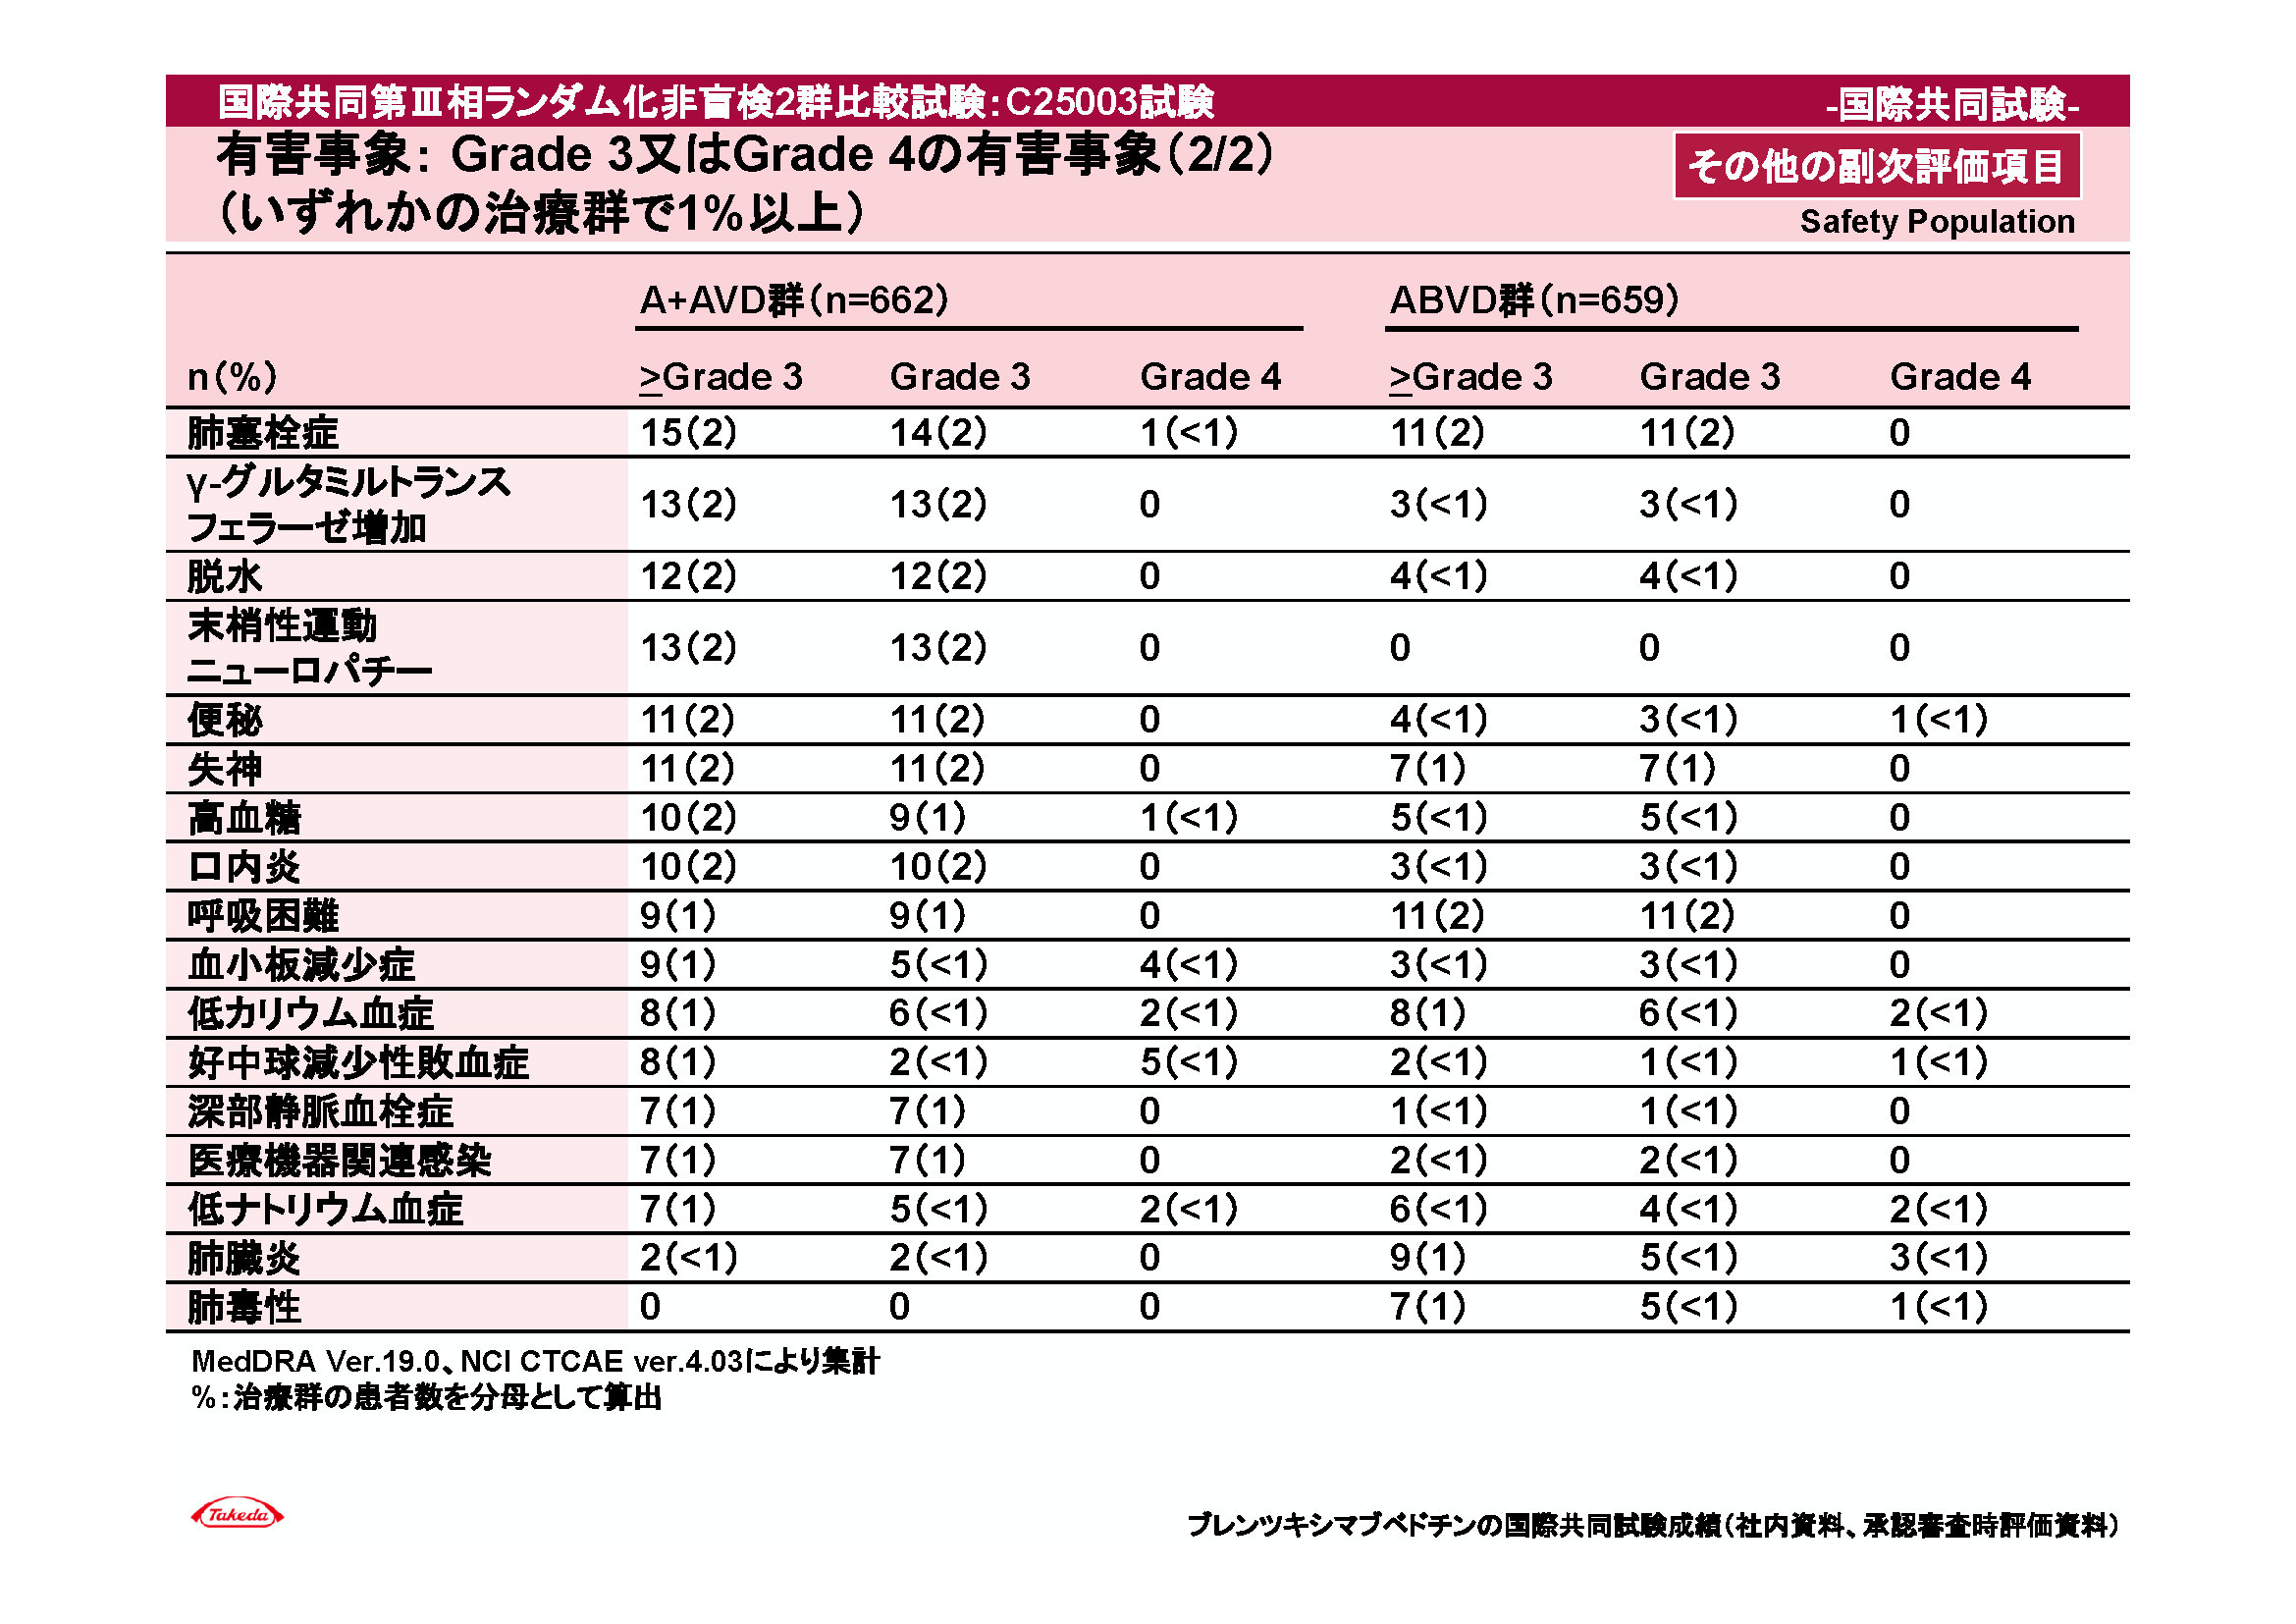 国際共同第Ⅲ相ランダム化非盲検2群比較試験：C25003試験
-国際共同試験-
有害事象： Grade 3又はGrade 4の有害事象（2/2）
（いずれかの治療群で1％以上）
その他の副次評価項目
Safety Population
A+AVD群（n=662） ABVD群（n=659）
n（%） ≥Grade 3 Grade 3 Grade 4 ≥Grade 3 Grade 3 Grade 4
肺塞栓症 15（2） 14（2） 1（<1） 11（2） 11（2） 0
γ-グルタミルトランス
フェラーゼ増加 13（2） 13（2） 0 3（<1） 3（<1） 0
脱水 12（2） 12（2） 0 4（<1） 4（<1） 0
末梢性運動
ニューロパチー 13（2） 13（2） 0 0 0 0
便秘 11（2） 11（2） 0 4（<1） 3（<1） 1（<1）
失神 11（2） 11（2） 0 7（1） 7（1） 0
高血糖 10（2） 9（1） 1（<1） 5（<1） 5（<1） 0
口内炎 10（2） 10（2） 0 3（<1） 3（<1） 0
呼吸困難 9（1） 9（1） 0 11（2） 11（2） 0
血小板減少症 9（1） 5（<1） 4（<1） 3（<1） 3（<1） 0
低カリウム血症 8（1） 6（<1） 2（<1） 8（1） 6（<1） 2（<1）
好中球減少性敗血症 8（1） 2（<1） 5（<1） 2（<1） 1（<1） 1（<1）
深部静脈血栓症 7（1） 7（1） 0 1（<1） 1（<1） 0
医療機器関連感染 7（1） 7（1） 0 2（<1） 2（<1） 0
低ナトリウム血症 7（1） 5（<1） 2（<1） 6（<1） 4（<1） 2（<1）
肺臓炎 2（<1） 2（<1） 0 9（1） 5（<1） 3（<1）
肺毒性 0 0 0 7（1） 5（<1） 1（<1）
MedDRA Ver.19.0、NCI CTCAE ver.4.03により集計
%：治療群の患者数を分母として算出
Takeda
ブレンツキシマブベドチンの国際共同試験成績（社内資料、承認審査時評価資料）